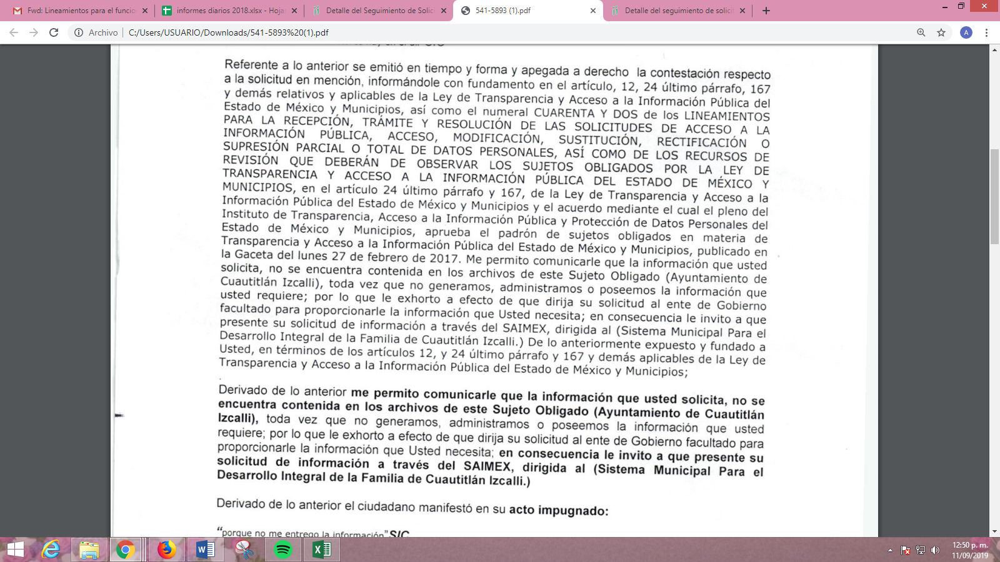 Fwd: Lineamientos para el funcio
informes diarios 2018.xlsx - Hoja
Detalle del Seguimiento de Solic
541-5893 (1).pdf
Detalle del seguimiento de solicit
Archivo
C:/Users/USUARIO/Downloads/541-5893%20(1).pdf
A
Referente a lo anterior se emitió en tiempo y forma y apegada a derecho la contestación respecto
a la solicitud en mención, informándole con fundamento en el artículo, 12, 24 último párrafo, 167
y demás relativos y aplicables de la Ley de Transparencia y Acceso a la Información Pública del
Estado de México y Municipios, así como el numeral CUARENTA Y DOS de los LINEAMIENTOS
PARA LA RECEPCIÓN, TRÁMITE Y RESOLUCIÓN DE LAS SOLICITUDES DE ACCESO A LA
INFORMACIÓN PÚBLICA, ACCESO, MODIFICACIÓN, SUSTITUCIÓN, RECTIFICACIÓN O
SUPRESIÓN PARCIAL O TOTAL DE DATOS PERSONALES, ASÍ COMO DE LOS RECURSOS DE
REVISIÓN QUE DEBERÁN DE OBSERVAR LOS SUJETOS OBLIGADOS POR LA LEY DE
TRANSPARENCIA Y ACCESO A LA INFORMACIÓN PÚBLICA DEL ESTADO DE MÉXICO Y
MUNICIPIOS, en el artículo 24 último párrafo y 167, de la Ley de Transparencia y Acceso a la
Información Pública del Estado de México y Municipios y el acuerdo mediante el cual el pleno del
Instituto de Transparencia, Acceso a la Información Pública y Protección de Datos Personales del
Estado de México y Municipios, aprueba el padrón de sujetos obligados en materia de
Transparencia y Acceso a la Información Pública del Estado de México y Municipios, publicado en
la Gaceta del lunes 27 de febrero de 2017. Me permito comunicarle que la información que usted
solicita, no se encuentra contenida en los archivos de este Sujeto Obligado (Ayuntamiento de
Cuautitlán Izcalli), toda vez que no generamos, administramos o poseemos la información que
usted requiere; por lo que le exhorto a efecto de que dirija su solicitud al ente de Gobierno
facultado para proporcionarle la información que Usted necesita; en consecuencia le invito a que
presente su solicitud de información a través del SAIMEX, dirigida al (Sistema Municipal Para el
Desarrollo Integral de la Familia de Cuautitlán Izcalli.) De lo anteriormente expuesto y fundado a
Usted, en términos de los artículos 12, y 24 último párrafo y 167 y demás aplicables de la Ley de
Transparencia y Acceso a la Información Pública del Estado de México y Municipios;
Derivado de lo anterior me permito comunicarle que la información que usted solicita, no se
encuentra contenida en los archivos de este Sujeto Obligado (Ayuntamiento de Cuautitlán
Izcalli), toda vez que no generamos, administramos o poseemos la información que usted
requiere; por lo que le exhorto a efecto de que dirija su solicitud al ente de Gobierno facultado para
proporcionarle la información que Usted necesita; en consecuencia le invito a que presente su
solicitud de información a través del SAIMEX, dirigida al (Sistema Municipal Para el
Desarrollo Integral de la Familia de Cuautitlán Izcalli.)
Derivado de lo anterior el ciudadano manifestó en su acto impugnado:
“porque no me entrego la información” SIC
12:50 p. m.
11/09/2019